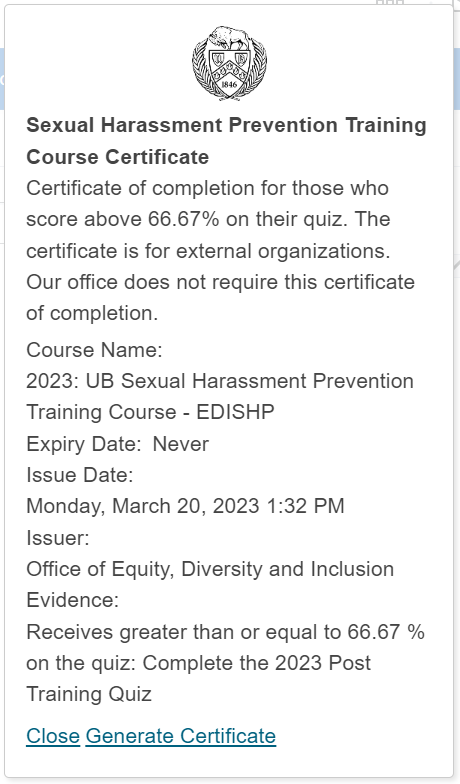 1846
Sexual Harassment Prevention Training
Course Certificate
Certificate of completion for those who
score above 66.67% on their quiz. The
certificate is for external organizations.
Our office does not require this certificate
of completion.
Course Name:
2023: UB Sexual Harassment Prevention
Training Course - EDISHP
Expiry Date: Never
Issue Date:
Monday, March 20, 2023 1:32 PM
Issuer:
Office of Equity, Diversity and Inclusion
Evidence:
Receives greater than or equal to 66.67 %
on the quiz: Complete the 2023 Post
Training Quiz
Close Generate Certificate